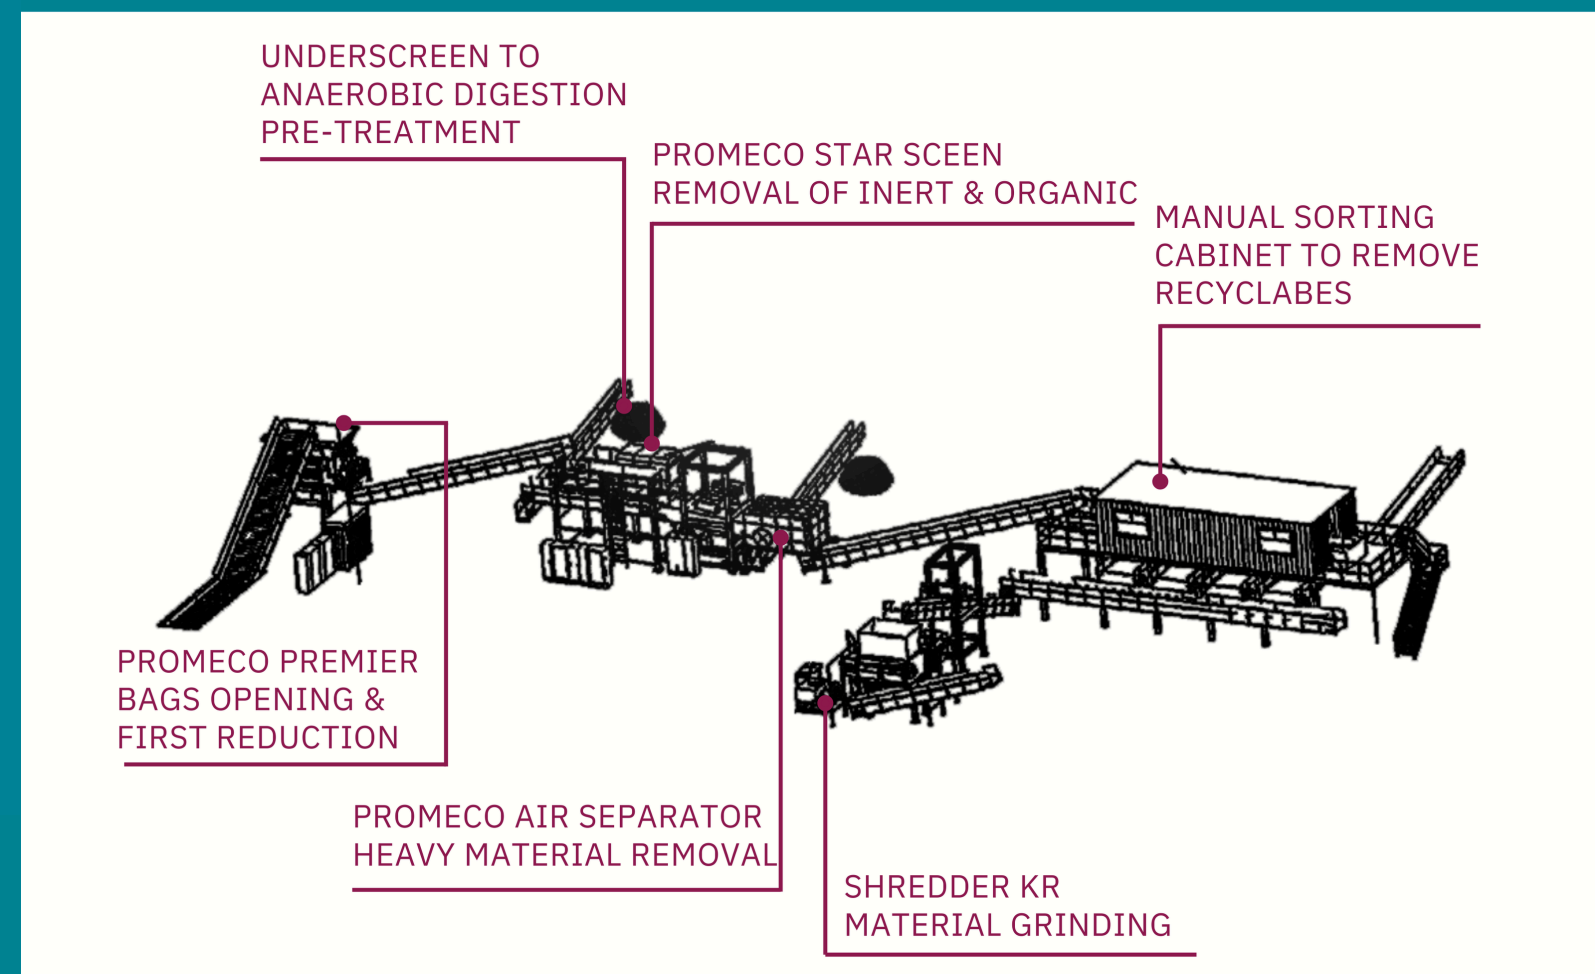 UNDERSCREEN TO
ANAEROBIC DIGESTION
PRE-TREATMENT
PROMECO STAR SCEEN
REMOVAL OF INERT & ORGANIC
MANUAL SORTING
CABINET TO REMOVE
RECYCLABES
PROMECO PREMIER
BAGS OPENING &
FIRST REDUCTION
PROMECO AIR SEPARATOR
HEAVY MATERIAL REMOVAL
SHREDDER KR
MATERIAL GRINDING